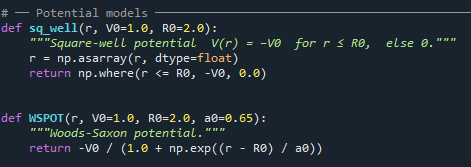 # —— Potential models ——————————————————————
def sq_well(r, V0=1.0, R0=2.0):
    """Square-well potential  V(r) = −V0  for r ≤ R0,  else 0."""
    r = np.asarray(r, dtype=float)
    return np.where(r <= R0, -V0, 0.0)
def WSPOT(r, V0=1.0, R0=2.0, a0=0.65):
    """Woods-Saxon potential."""
    return -V0 / (1.0 + np.exp((r - R0) / a0))